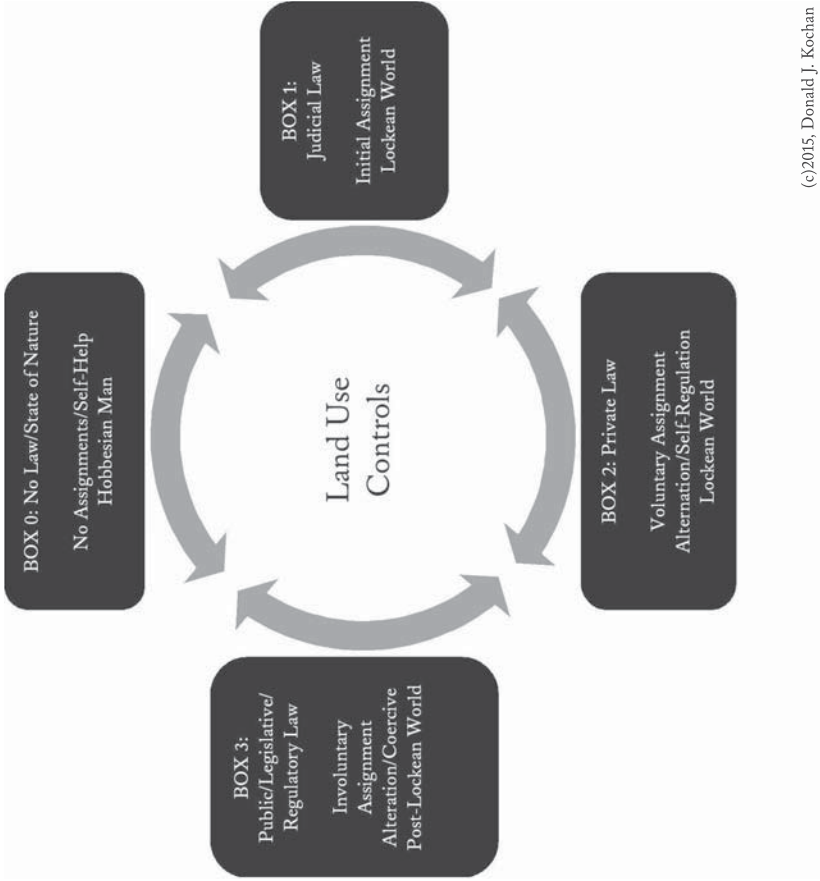 BOX 0: No Law/State of Nature
No Assignments/Self-Help
Hobbesian Man
BOX 1:
Judicial Law
Initial Assignment
Lockean World
BOX 2: Private Law
Voluntary Assignment
Alternation/Self-Regulation
Lockean World
BOX 3:
Public/Legislative/
Regulatory Law
Involuntary
Assignment
Alteration/Coercive
Post-Lockean World
Land Use
Controls
(c)2015, Donald J. Kochan